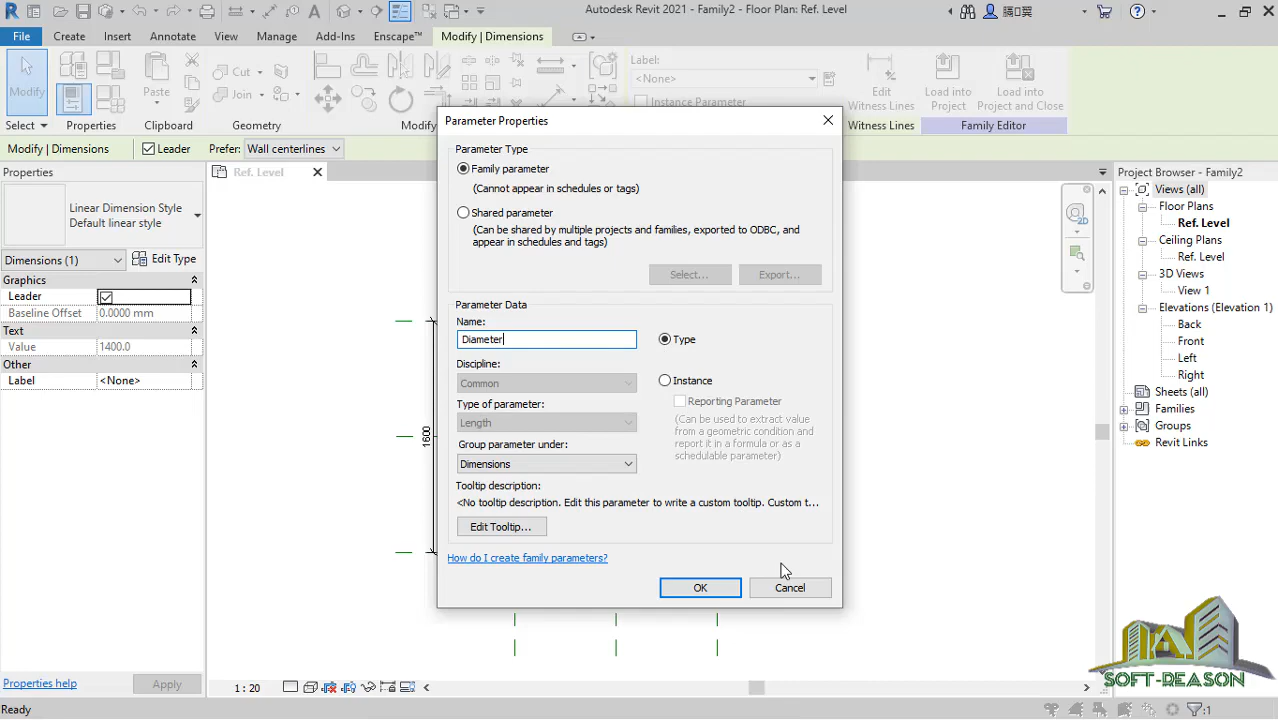 Autodesk Revit 2021 - Family2 - Floor Plan: Ref. Level
File Create Insert Annotate View Manage Add-Ins Enscape™ Modify | Dimensions
Modify
Paste
Cut
Join
Label:
<None>
Instance Parameter
Edit
Witness Lines
Load into
Project
Load into
Project and Close
Select Properties Clipboard Geometry Modify Witness Lines Family Editor
Modify | Dimensions Leader Prefer: Wall centerlines
Properties
Linear Dimension Style
Default linear style
Dimensions (1) Edit Type
Graphics
Leader
Baseline Offset 0.0000 mm
Text
Value 1400.0
Other
Label <None>
Properties help Apply
Ref. Level
1600
Parameter Properties
Parameter Type
Family parameter
(Cannot appear in schedules or tags)
Shared parameter
(Can be shared by multiple projects and families, exported to ODBC, and
appear in schedules and tags)
Select... Export...
Parameter Data
Name:
Diameter
Type
Discipline:
Common
Instance
Reporting Parameter
Type of parameter:
Length
(Can be used to extract value
from a geometric condition and
report it in a formula or as a
schedulable parameter)
Group parameter under:
Dimensions
Tooltip description:
<No tooltip description. Edit this parameter to write a custom tooltip. Custom t...
Edit Tooltip...
How do I create family parameters?
OK Cancel
2D
Project Browser - Family2
Views (all)
Floor Plans
Ref. Level
Ceiling Plans
Ref. Level
3D Views
View 1
Elevations (Elevation 1)
Back
Front
Left
Right
Sheets (all)
Families
Groups
Revit Links
1 : 20
Ready
:1
SOFT-REASON